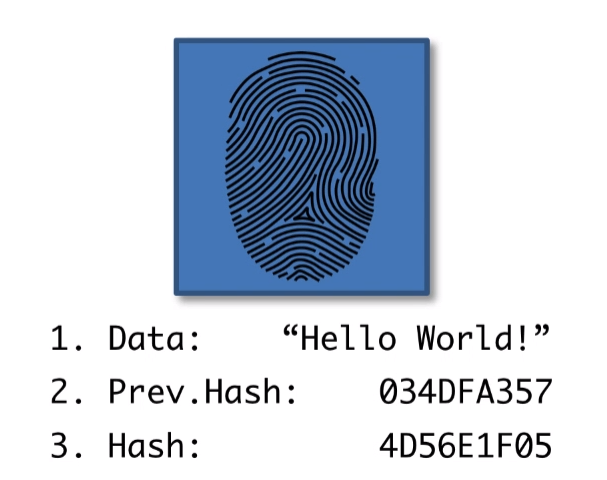 1. Data: “Hello World!”
2. Prev.Hash: 034DFA357
3. Hash: 4D56E1F05